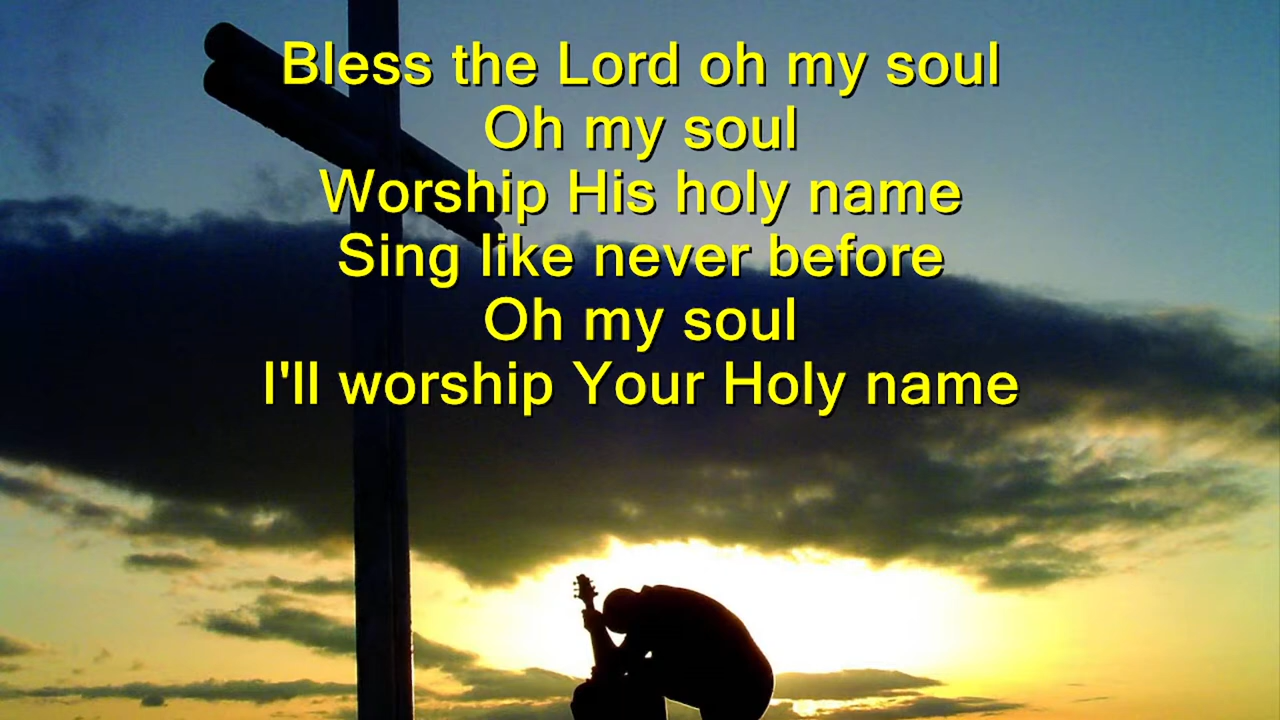 Bless the Lord oh my soul
Oh my soul
Worship His holy name
Sing like never before
Oh my soul
I'll worship Your Holy name